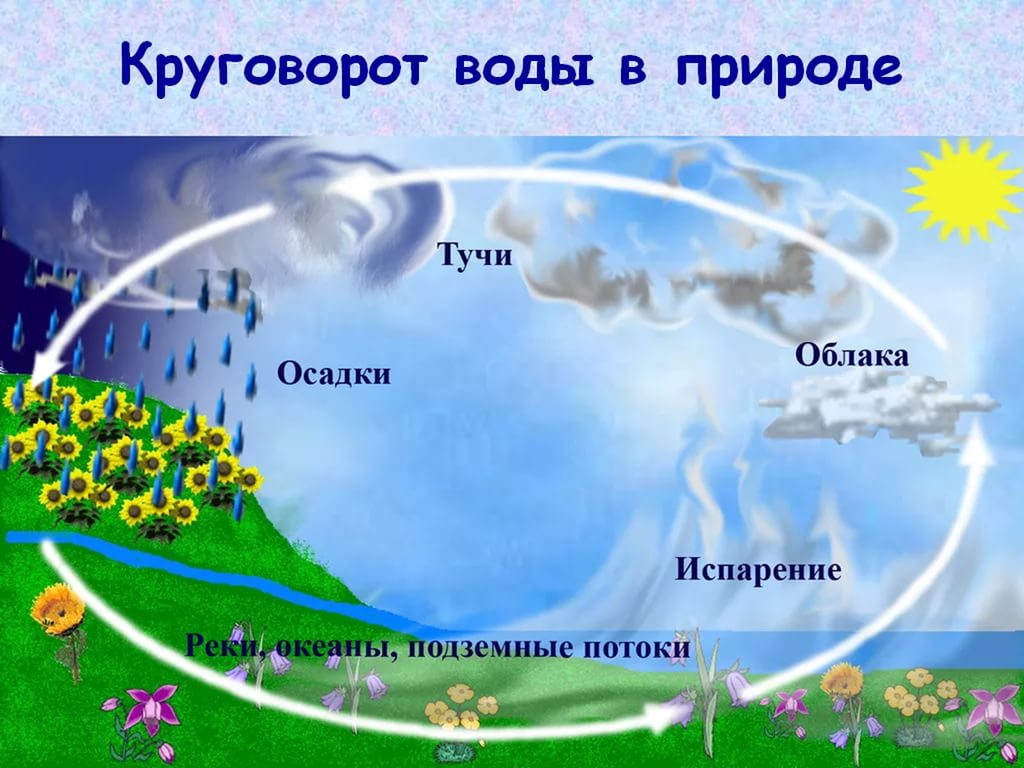 Круговорот воды в природе
Тучи
Облака
Осадки
Испарение
Реки, океаны, подземные потоки